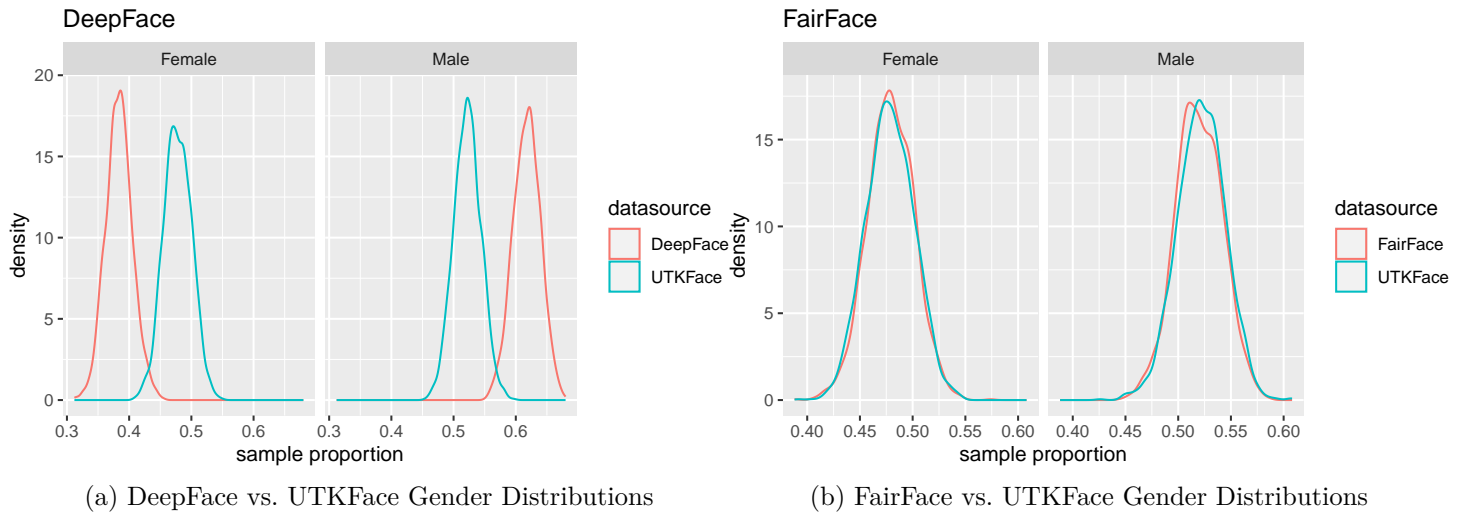 DeepFace
Female
Male
20
15
10
5
0
density
0.3
0.4
0.5
0.6
0.3
0.4
0.5
0.6
sample proportion
datasource
DeepFace
UTKFace
(a) DeepFace vs. UTKFace Gender Distributions
FairFace
Female
Male
15
10
5
0
density
0.40
0.45
0.50
0.55
0.60
0.40
0.45
0.50
0.55
0.60
sample proportion
datasource
FairFace
UTKFace
(b) FairFace vs. UTKFace Gender Distributions